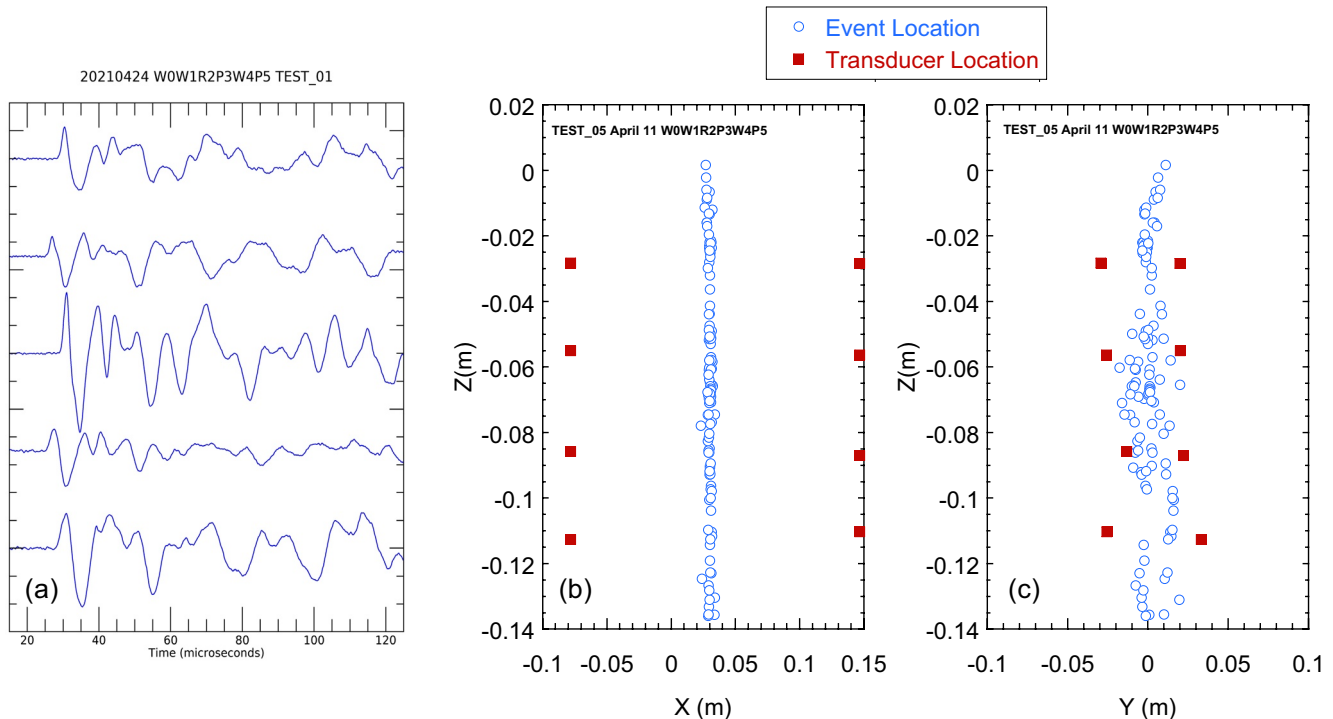 Event Location
Transducer Location
20210424 W0W1R2P3W4P5 TEST_01
(a)
20 40 60 80 100 120
Time (microseconds)
TEST_05 April 11 W0W1R2P3W4P5
0.02
0
-0.02
-0.04
-0.06
-0.08
-0.1
-0.12
-0.14
Z(m)
(b)
-0.1 0 0.05 0.1 0.15
X (m)
TEST_05 April 11 W0W1R2P3W4P5
0.02
0
-0.02
-0.04
-0.06
-0.08
-0.1
-0.12
-0.14
Z(m)
(c)
-0.1 -0.05 0 0.05 0.1
Y (m)